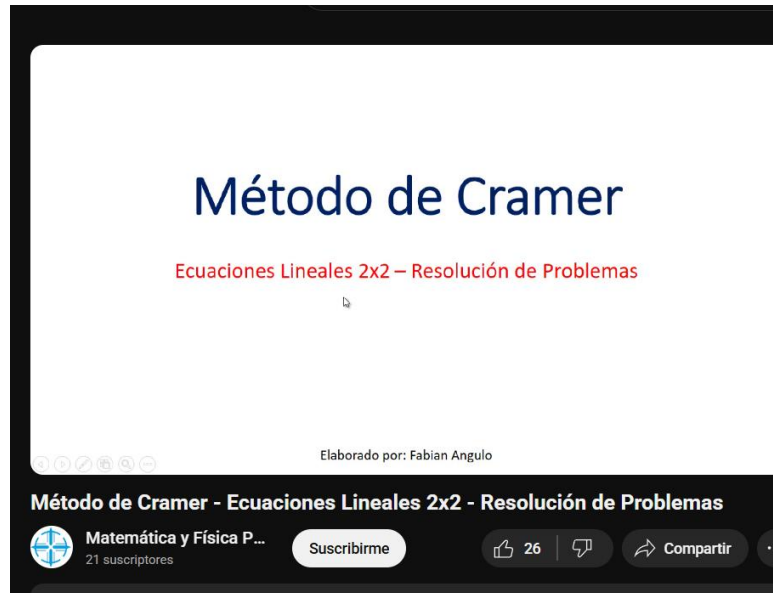 Método de Cramer
Ecuaciones Lineales 2x2 – Resolución de Problemas
Elaborado por: Fabian Angulo
Método de Cramer - Ecuaciones Lineales 2x2 - Resolución de Problemas
Matemática y Física P...
21 suscriptores
Suscribirme
26
Compartir